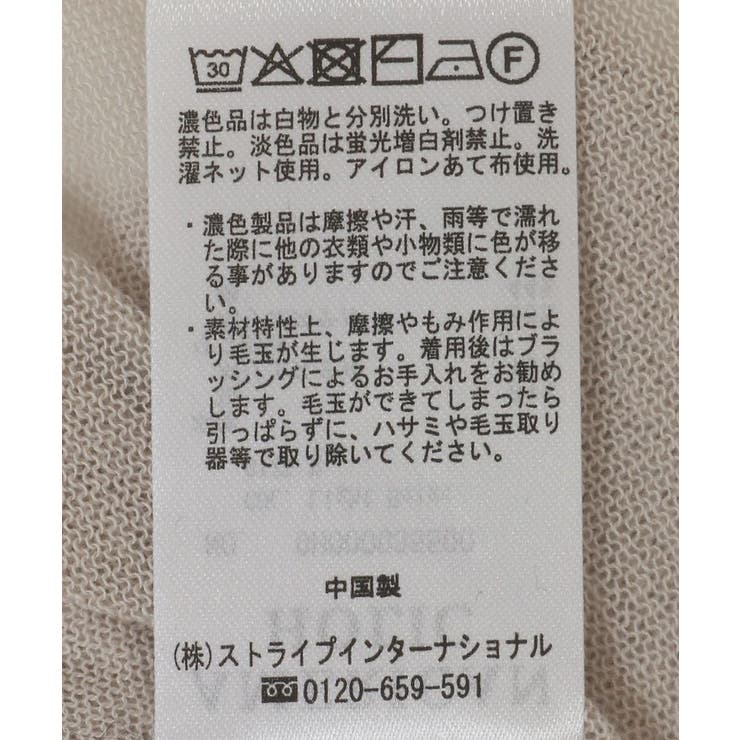 30 F
濃色品は白物と分別洗い。つけ置き
禁止。淡色品は蛍光増白剤禁止。洗
濯ネット使用。アイロンあて布使用。
・濃色製品は摩擦や汗、雨等で濡れ
た際に他の衣類や小物類に色が移
る事がありますのでご注意くださ
い。
・素材特性上、摩擦やもみ作用によ
り毛玉が生じます。着用後はブラ
ッシングによるお手入れをお勧め
します。毛玉ができてしまったら
引っぱらずに、ハサミや毛玉取り
器等で取り除いてください。
中国製
(株)ストライプインターナショナル
0120-659-591